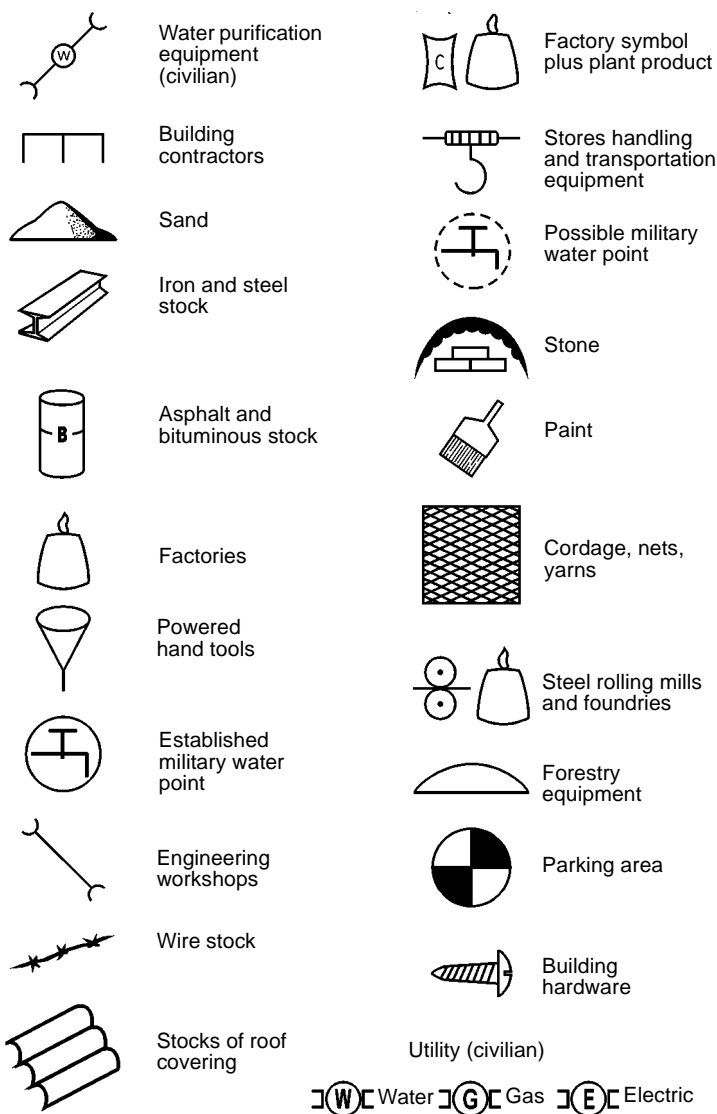 Water purification
equipment
(civilian)
W
Building
contractors
Sand
Iron and steel
stock
Asphalt and
bituminous stock
B
Factories
Powered
hand tools
Established
military water
point
Engineering
workshops
Wire stock
Stocks of roof
covering
C
Factory symbol
plus plant product
Stores handling
and transportation
equipment
Possible military
water point
Stone
Paint
Cordage, nets,
yarns
Steel rolling mills
and foundries
Forestry
equipment
Parking area
Building
hardware
Utility (civilian)
W Water G Gas E Electric